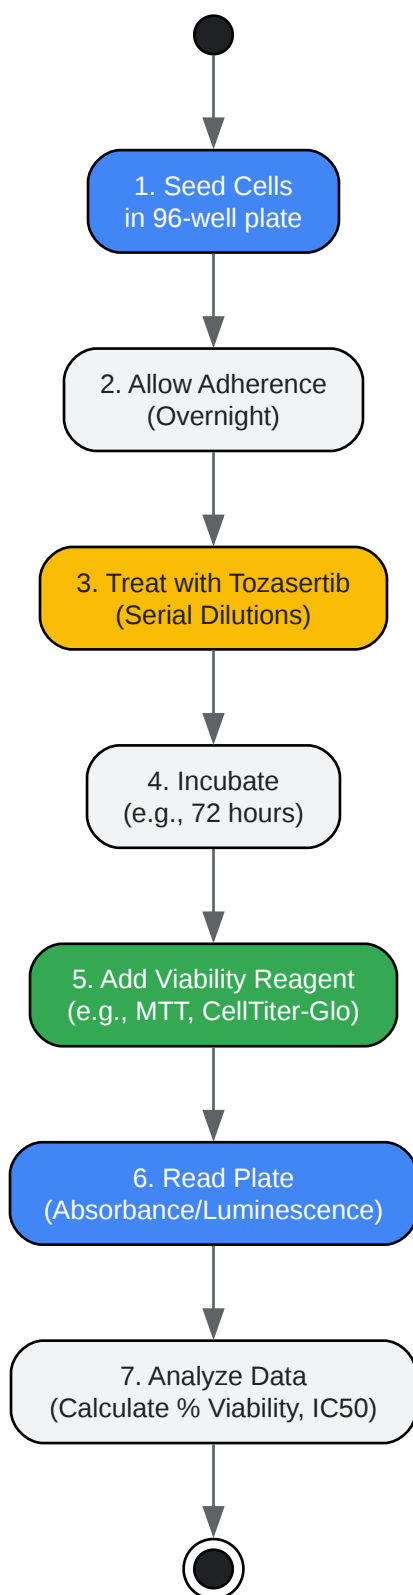 1. Seed Cells
in 96-well plate
2. Allow Adherence
(Overnight)
3. Treat with Tozasertib
(Serial Dilutions)
4. Incubate
(e.g., 72 hours)
5. Add Viability Reagent
(e.g., MTT, CellTiter-Glo)
6. Read Plate
(Absorbance/Luminescence)
7. Analyze Data
(Calculate % Viability, IC50)